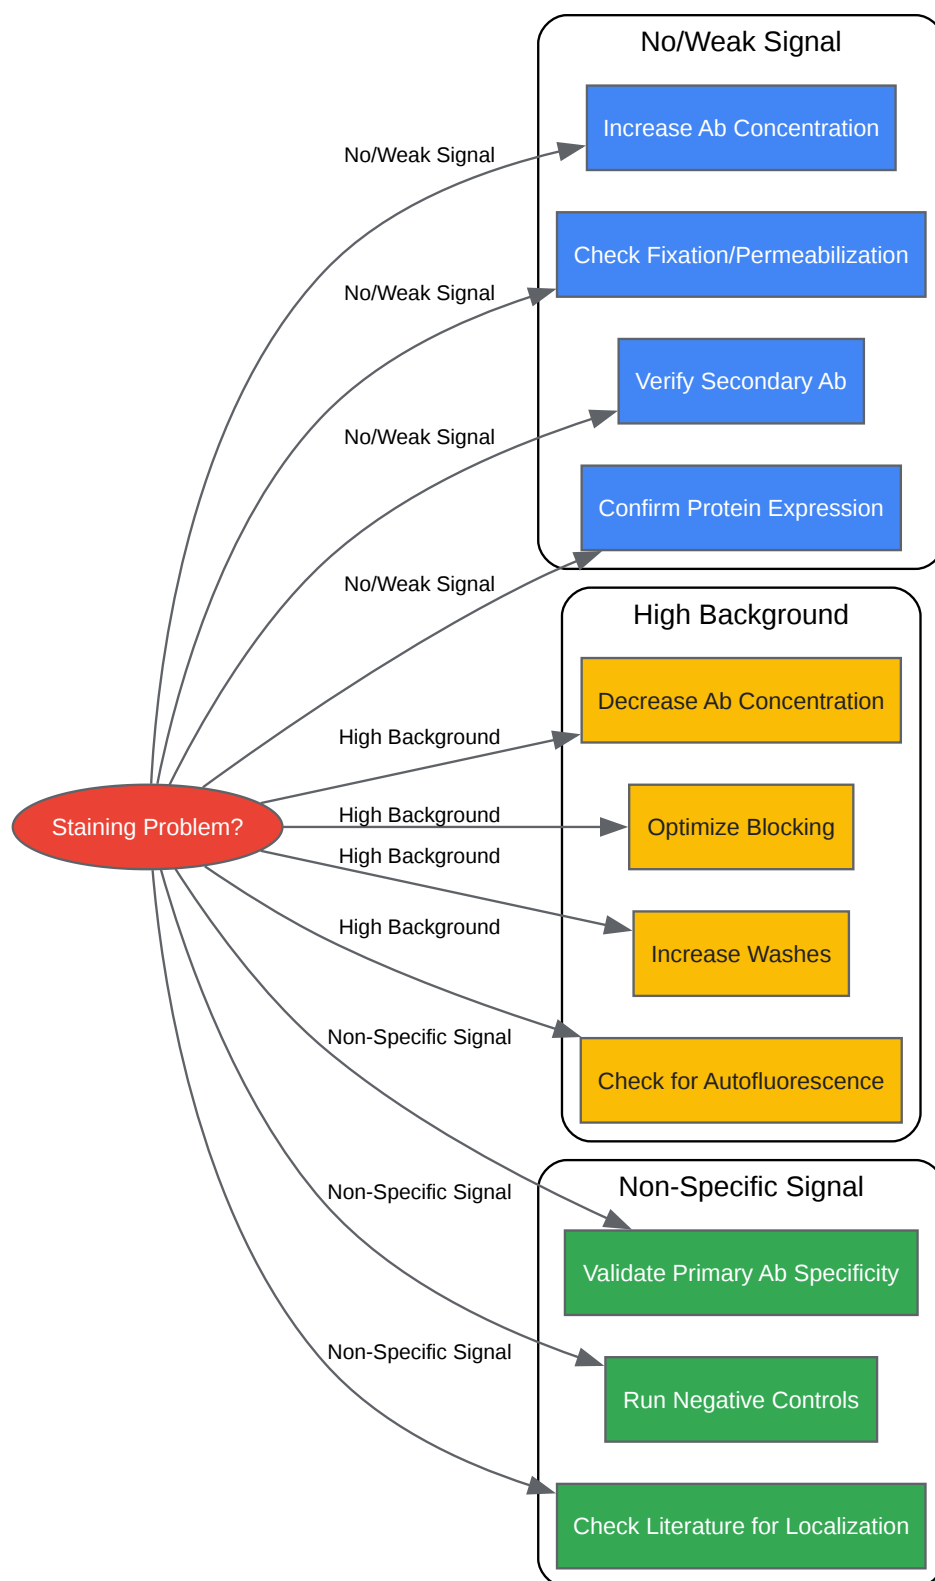 No/Weak Signal
Increase Ab Concentration
No/Weak Signal
Check Fixation/Permeabilization
No/Weak Signal
Verify Secondary Ab
No/Weak Signal
Confirm Protein Expression
No/Weak Signal
High Background
Decrease Ab Concentration
High Background
Staining Problem?
High Background
Optimize Blocking
High Background
Increase Washes
High Background
Check for Autofluorescence
Non-Specific Signal
Non-Specific Signal
Validate Primary Ab Specificity
Non-Specific Signal
Run Negative Controls
Non-Specific Signal
Check Literature for Localization